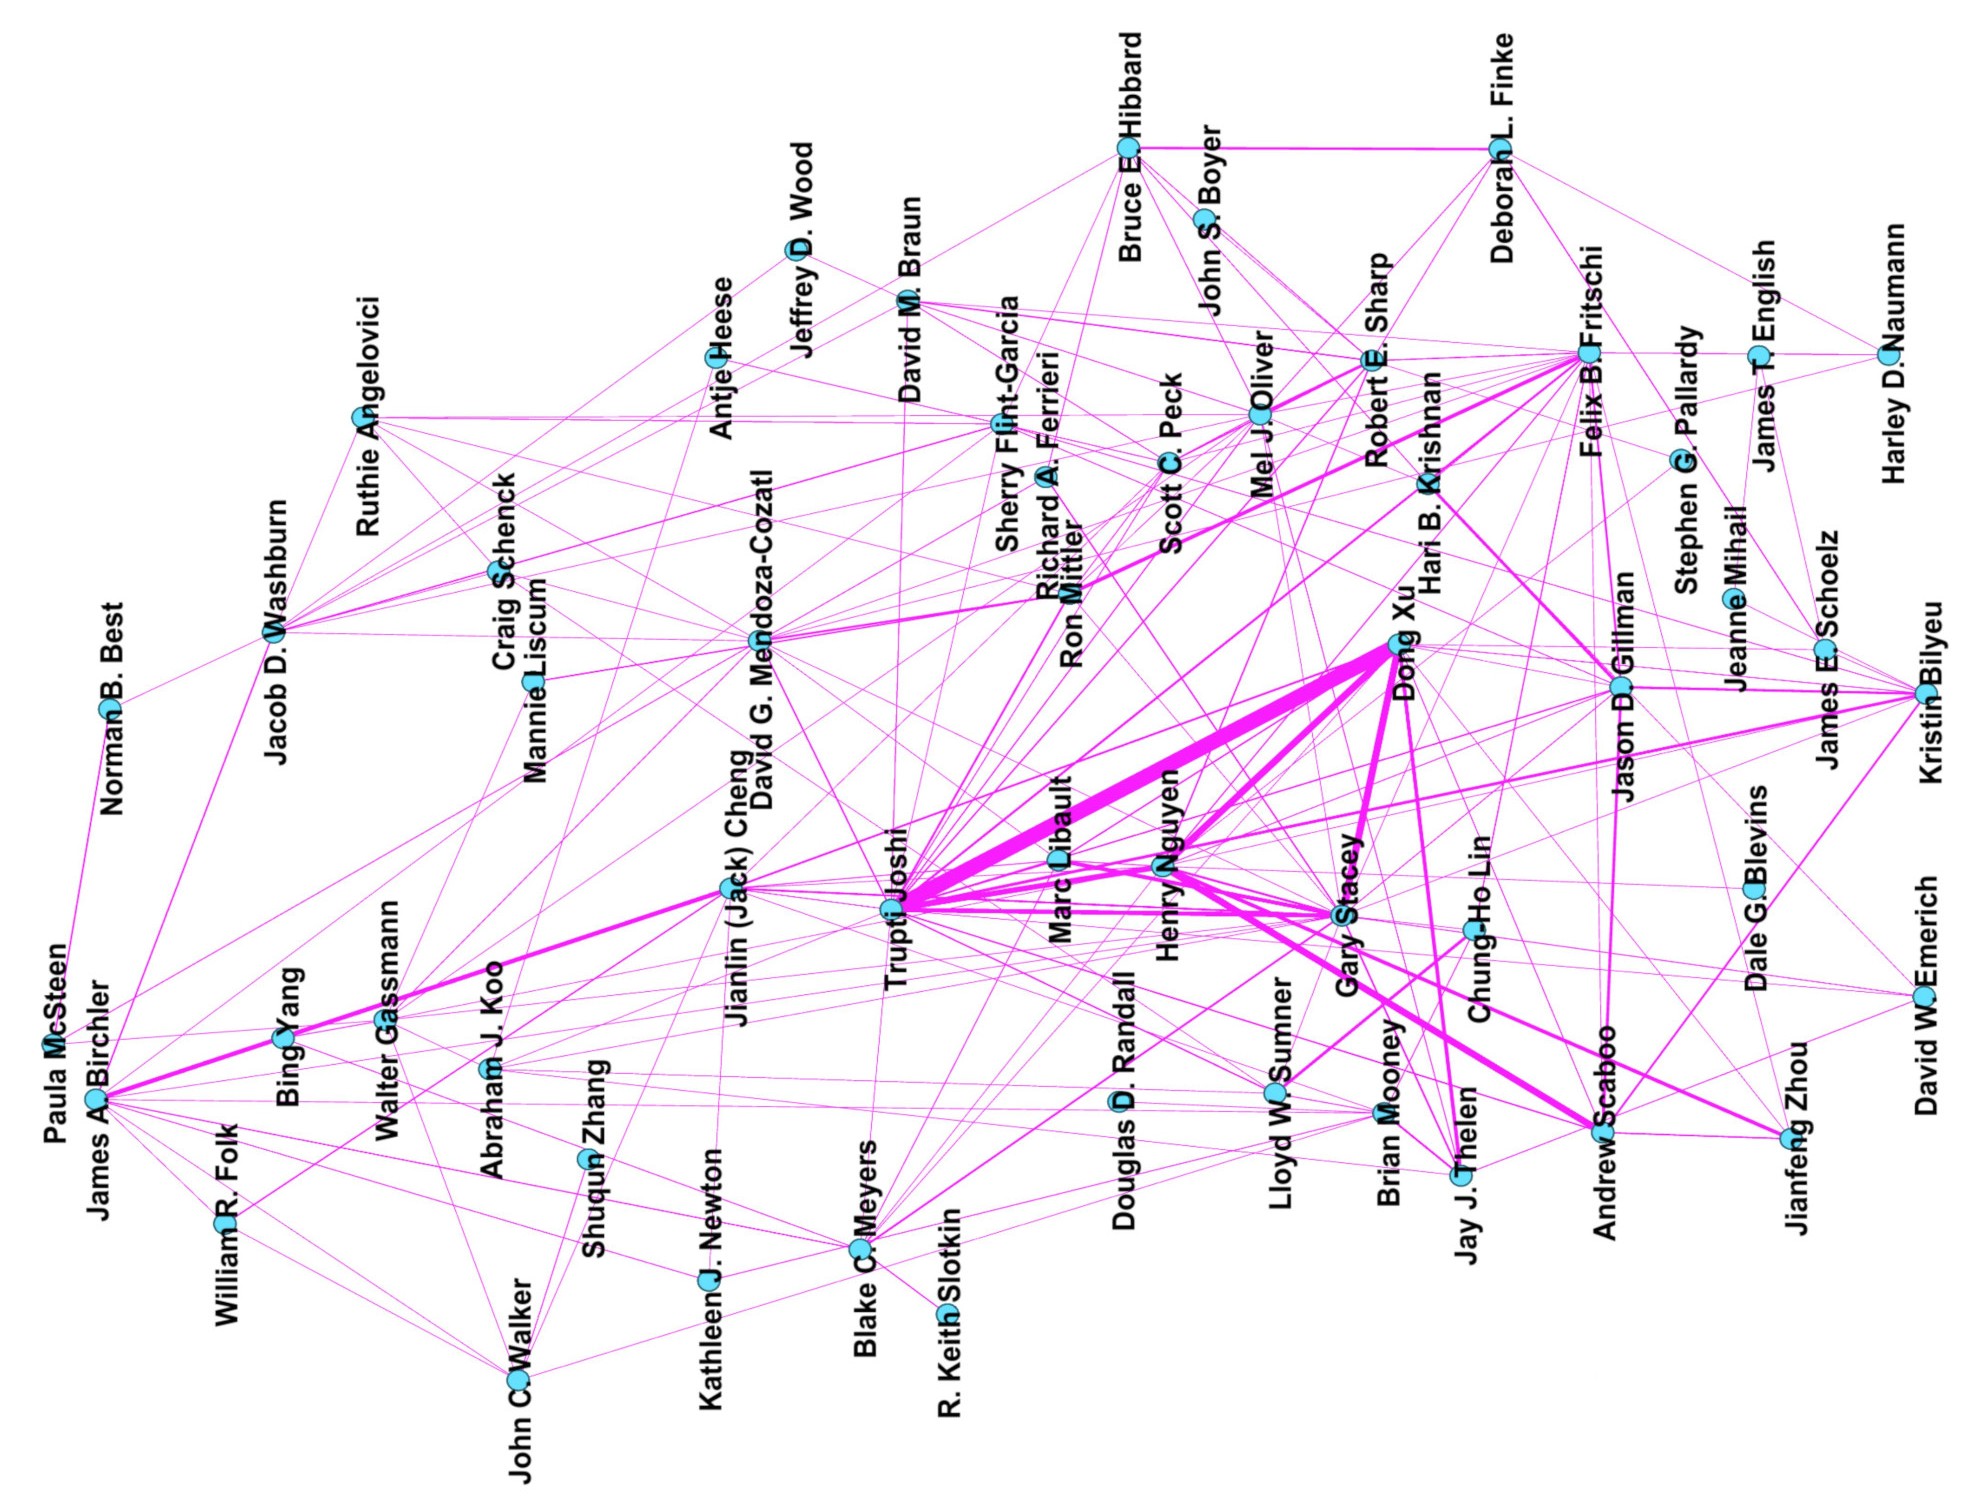 Paula McSteen
James A. Birchler
Norman B. Best
William R. Folk
Jacob D. Washburn
Bing Yang
Ruthie Angelovici
Walter Gassmann
Abraham J. Koo
Craig Schenck
John C. Walker
Mannie Liscum
Shuqun Zhang
Kathleen J. Newton
Antje Heese
Jianlin (Jack) Cheng
David G. Mendoza-Cozatl
Jeffrey D. Wood
Blake C. Meyers
Trupti Joshi
David M. Braun
R. Keith Slotkin
Sherry Flint-Garcia
Richard A. Ferrieri
Marc Libault
Ron Mittler
Douglas D. Randall
Bruce E. Hibbard
Henry Nguyen
Scott C. Peck
John S. Boyer
Mel J. Oliver
Lloyd W. Sumner
Gary Stacey
Robert E. Sharp
Brian Mooney
Dong Xu
Hari B. Krishnan
Jay J. Thelen
Chung-Ho Lin
Deborah L. Finke
Felix B. Fritschi
Andrew Scaboo
Jason D. Gillman
Stephen G. Pallardy
Jeanne Mihail
Dale G. Blevins
James T. English
Jianfeng Zhou
James E. Schoelz
Harley D. Naumann
David W. Emerich
Kristin Bilyeu